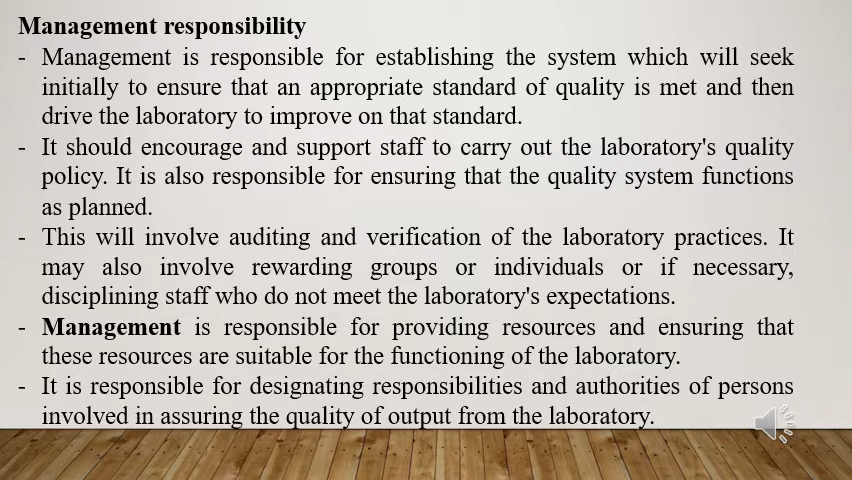 Management responsibility
- Management is responsible for establishing the system which will seek
initially to ensure that an appropriate standard of quality is met and then
drive the laboratory to improve on that standard.
- It should encourage and support staff to carry out the laboratory's quality
policy. It is also responsible for ensuring that the quality system functions
as planned.
- This will involve auditing and verification of the laboratory practices. It
may also involve rewarding groups or individuals or if necessary,
disciplining staff who do not meet the laboratory's expectations.
- Management is responsible for providing resources and ensuring that
these resources are suitable for the functioning of the laboratory.
- It is responsible for designating responsibilities and authorities of persons
involved in assuring the quality of output from the laboratory.